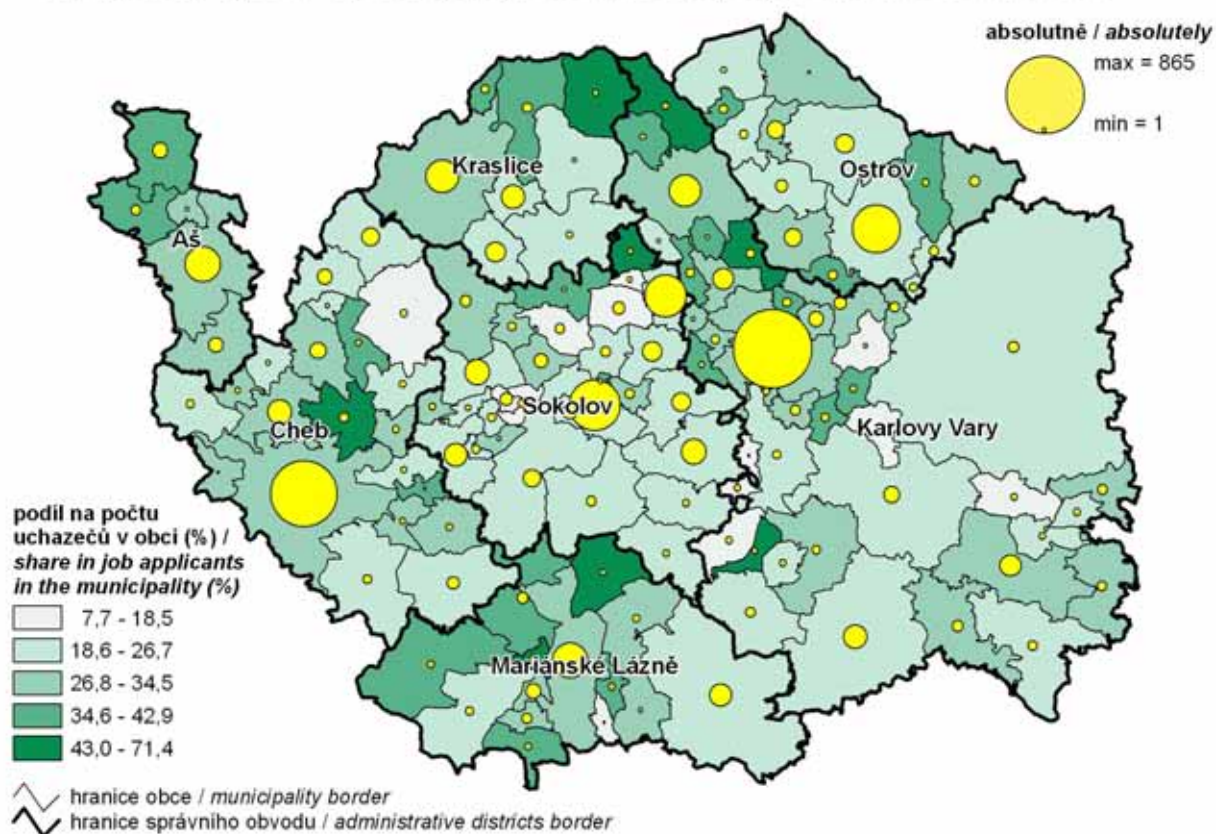 absolutně / absolutely
max = 865
min = 1
Kraslice
Ostrov
Aš
Sokolov
Cheb
Karlovy Vary
Mariánské Lázně
podíl na počtu
uchazečů v obci (%) /
share in job applicants
in the municipality (%)
7,7 - 18,5
18,6 - 26,7
26,8 - 34,5
34,6 - 42,9
43,0 - 71,4
hranice obce / municipality border
hranice správního obvodu / administrative districts border